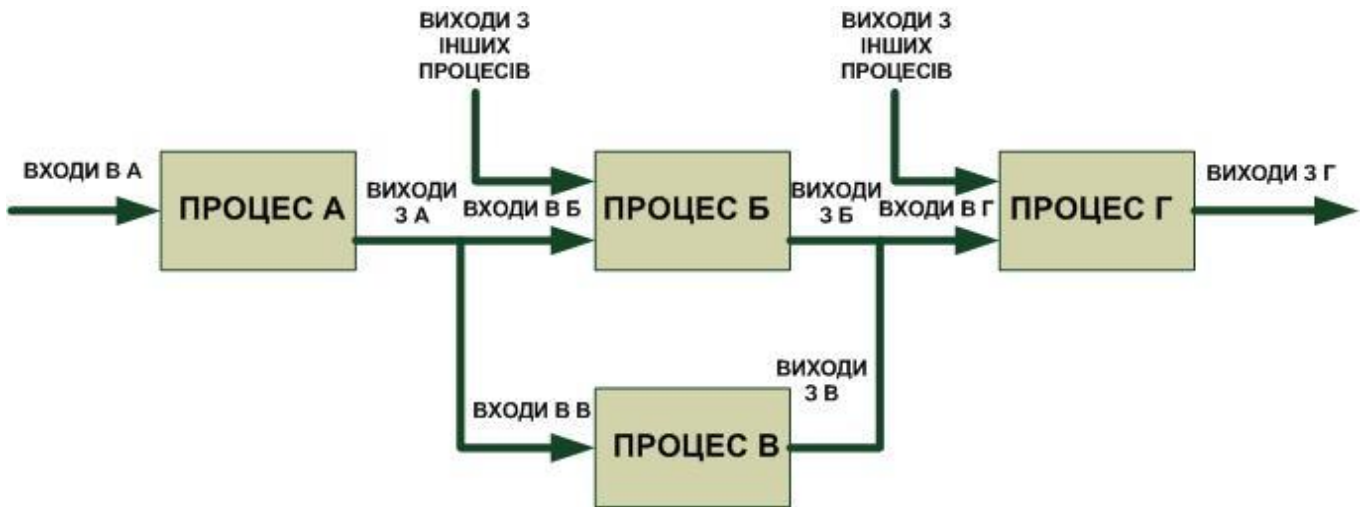 ВИХОДИ З
ІНШИХ
ПРОЦЕСІВ
ВИХОДИ З
ІНШИХ
ПРОЦЕСІВ
ВХОДИ В А
ПРОЦЕС А
ВИХОДИ
З А
ВХОДИ В Б
ПРОЦЕС Б
ВИХОДИ
З Б
ВХОДИ В Г
ПРОЦЕС Г
ВИХОДИ З Г
ВХОДИ В В
ПРОЦЕС В
ВИХОДИ
З В